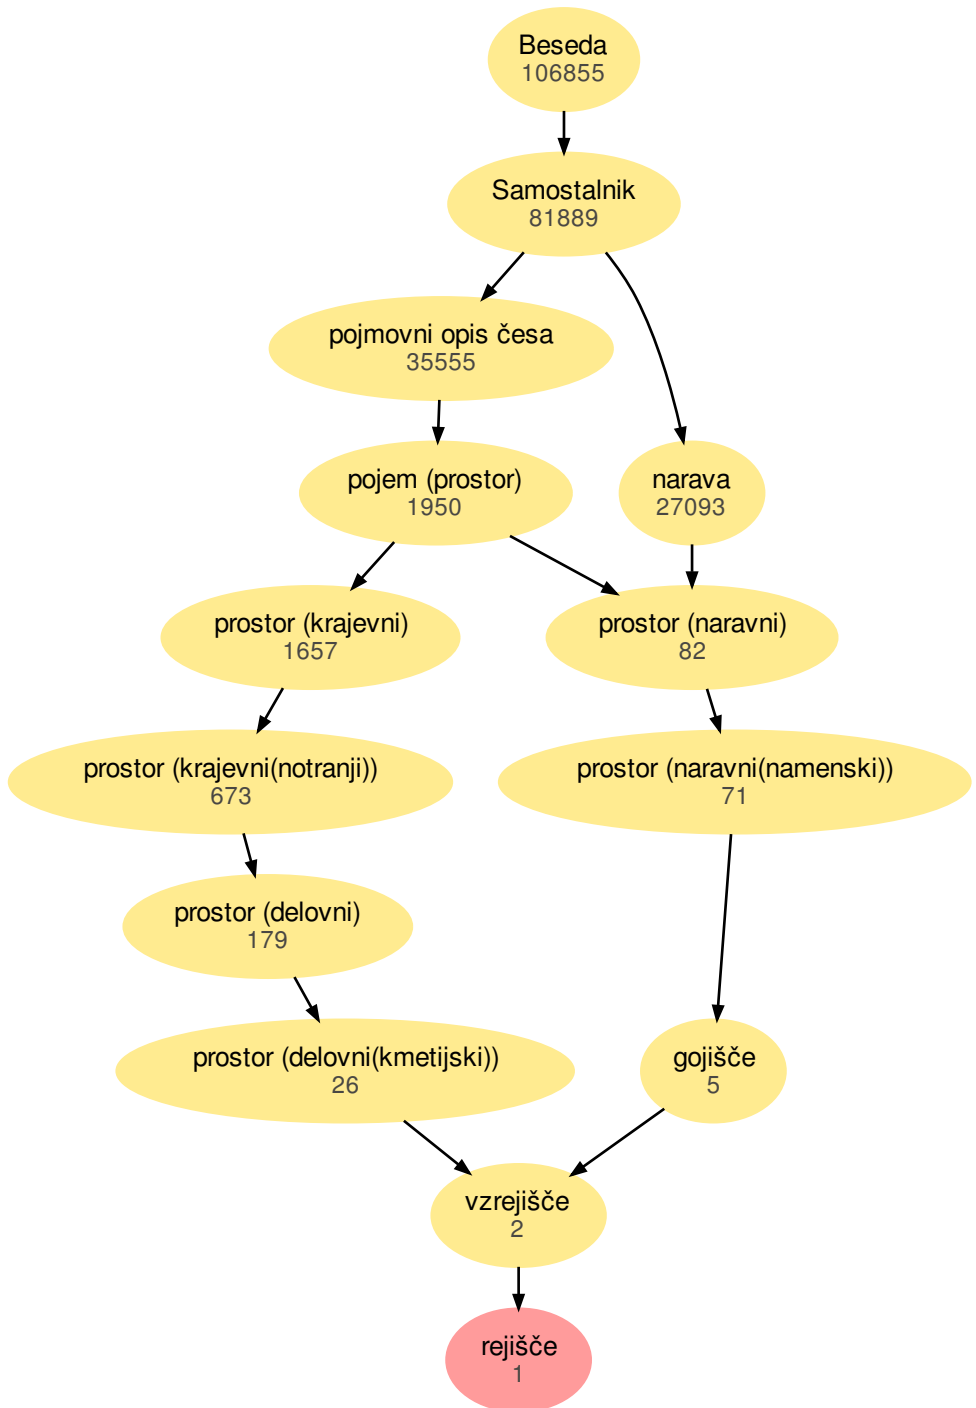 Beseda
106855
Samostalnik
81889
pojmovni opis česa
35555
pojem (prostor)
1950
narava
27093
prostor (krajevni)
1657
prostor (naravni)
82
prostor (krajevni(notranji))
673
prostor (naravni(namenski))
71
prostor (delovni)
179
prostor (delovni(kmetijski))
26
gojišče
5
vzrejišče
2
rejišče
1